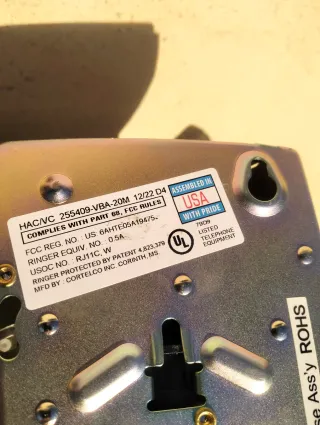 HAC/VC 255409-VBA-20M 12/22 D4
COMPLIES WITH PART 68, FCC RULES
FCC REG. NO. US 6AHTE05A19475
RINGER EQUIV. NO. 0.5A
USOC NO. RJ11C, W
RINGER PROTECTED BY PATENT 4,823,379
MFD BY: CORTELCO INC. CORINTH, MS.
ASSEMBLED IN
USA
WITH PRIDE
UL
LISTED
TELEPHONE
EQUIPMENT
se Ass'y ROHS